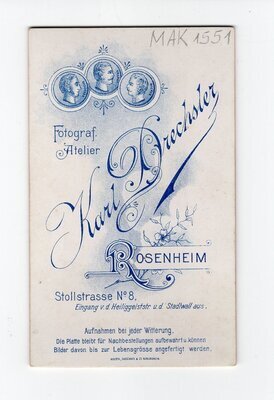 MAK 1551
Fotograf.
Atelier
Karl Drechsler
ROSENHEIM
Stollstrasse No 8.
Eingang v. d. Heiliggeiststr u. d. Stadtwall aus.
Aufnahmen bei jeder Witterung.
Die Platte bleibt für Nachbestellungen aufbewahrt u können
Bilder davon bis zur Lebensgrösse angefertigt werden.